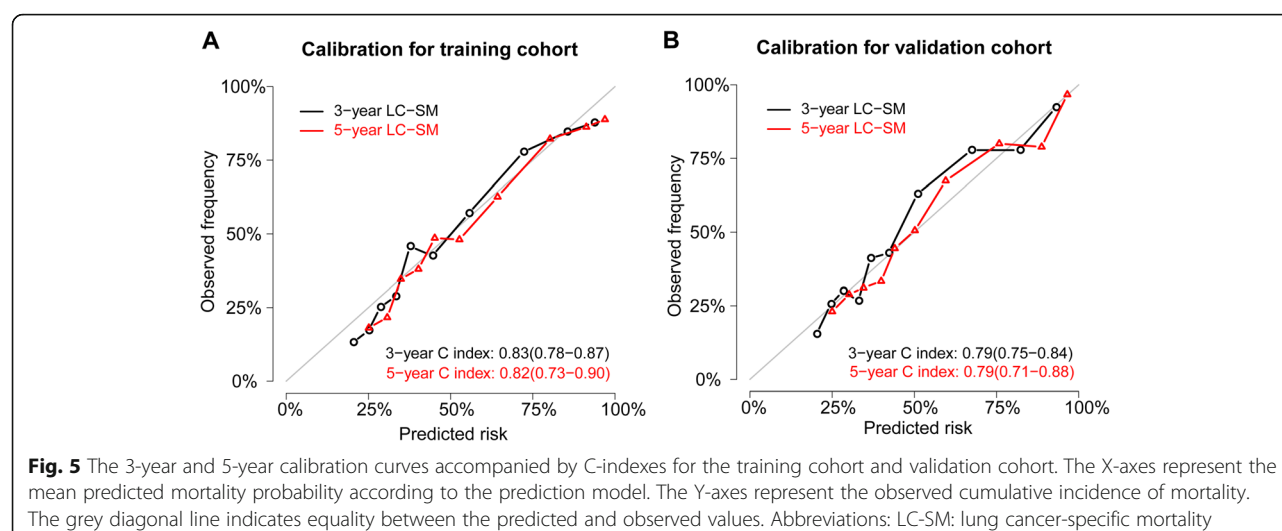 A
Calibration for training cohort
100%
75%
50%
25%
0%
Observed frequency
3-year LC-SM
5-year LC-SM
3-year C index: 0.83(0.78-0.87)
5-year C index: 0.82(0.73-0.90)
0% 25% 50% 75% 100%
Predicted risk
B
Calibration for validation cohort
100%
75%
50%
25%
0%
Observed frequency
3-year LC-SM
5-year LC-SM
3-year C index: 0.79(0.75-0.84)
5-year C index: 0.79(0.71-0.88)
0% 25% 50% 75% 100%
Predicted risk
Fig. 5 The 3-year and 5-year calibration curves accompanied by C-indexes for the training cohort and validation cohort. The X-axes represent the
mean predicted mortality probability according to the prediction model. The Y-axes represent the observed cumulative incidence of mortality.
The grey diagonal line indicates equality between the predicted and observed values. Abbreviations: LC-SM: lung cancer-specific mortality